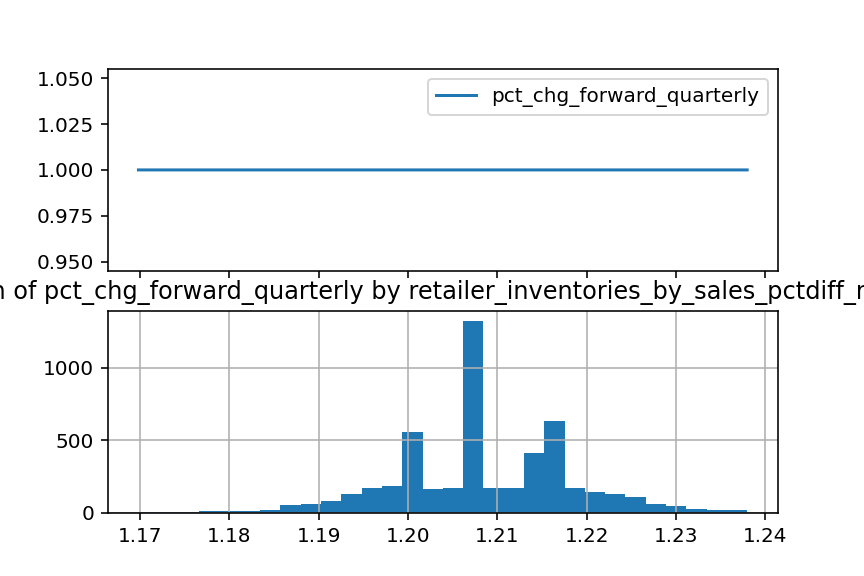 1.050
pct_chg_forward_quarterly
1.025
1.000
0.975
0.950
of pct_chg_forward_quarterly by retailer_inventories_by_sales_pctdiff_
1000
500
0
1.17 1.18 1.19 1.20 1.21 1.22 1.23 1.24